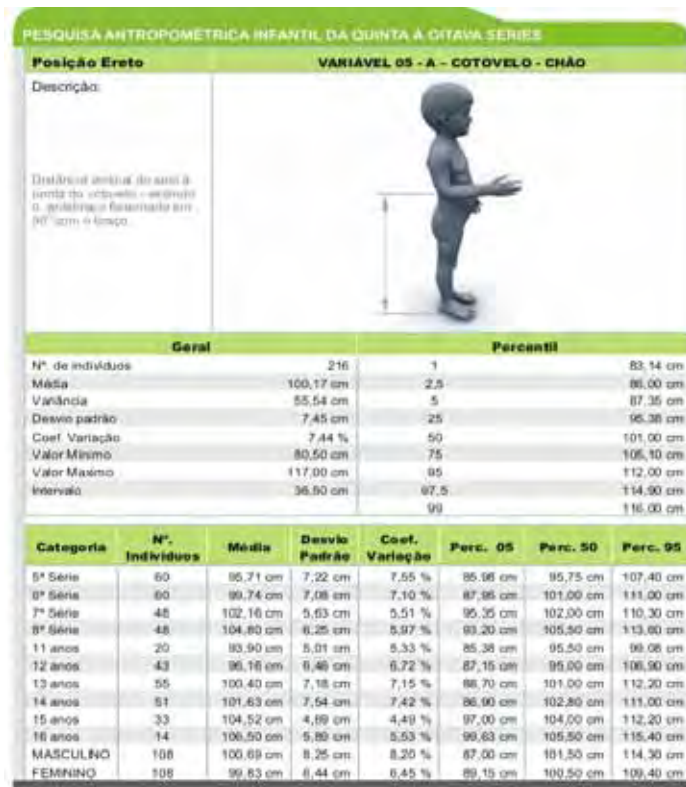 PESQUISA ANTROPOMÉTRICA INFANTIL DA QUINTA À OITAVA SÉRIES
Posição Ereto VARIÁVEL 05 - A - COTOVELO - CHÃO
Descrição:
Distância vertical do solo à
ponta do cotovelo - estando
o antebraço flexionado em
90° com o braço
Geral Percentil
Nº. de indivíduos 216 1 83,14 cm
Média 100,17 cm 2,5 86,00 cm
Variância 55,54 cm 5 87,35 cm
Desvio padrão 7,45 cm 25 95,38 cm
Coef. Variação 7,44 % 50 101,00 cm
Valor Mínimo 80,50 cm 75 105,10 cm
Valor Maximo 117,00 cm 95 112,00 cm
Intervalo 36,50 cm 97,5 114,90 cm
99 116,00 cm
Categoria Nº. Indivíduos Média Desvio Padrão Coef. Variação Perc. 05 Perc. 50 Perc. 95
5ª Série 60 95,71 cm 7,22 cm 7,55 % 85,98 cm 95,75 cm 107,40 cm
6ª Série 60 99,74 cm 7,08 cm 7,10 % 87,95 cm 101,00 cm 111,00 cm
7ª Série 48 102,16 cm 5,63 cm 5,51 % 95,35 cm 102,00 cm 110,30 cm
8ª Série 48 104,80 cm 6,25 cm 5,97 % 93,20 cm 105,50 cm 113,60 cm
11 anos 20 93,90 cm 5,01 cm 5,33 % 85,38 cm 95,50 cm 99,08 cm
12 anos 43 96,16 cm 6,46 cm 6,72 % 87,15 cm 95,00 cm 106,90 cm
13 anos 55 100,40 cm 7,18 cm 7,15 % 88,70 cm 101,00 cm 112,20 cm
14 anos 51 101,63 cm 7,54 cm 7,42 % 86,90 cm 102,80 cm 111,00 cm
15 anos 33 104,52 cm 4,69 cm 4,49 % 97,00 cm 104,00 cm 112,20 cm
16 anos 14 106,50 cm 5,89 cm 5,53 % 99,63 cm 105,50 cm 115,40 cm
MASCULINO 108 100,69 cm 8,25 cm 8,20 % 87,00 cm 101,50 cm 114,30 cm
FEMININO 108 99,83 cm 6,44 cm 6,45 % 89,15 cm 100,50 cm 109,40 cm